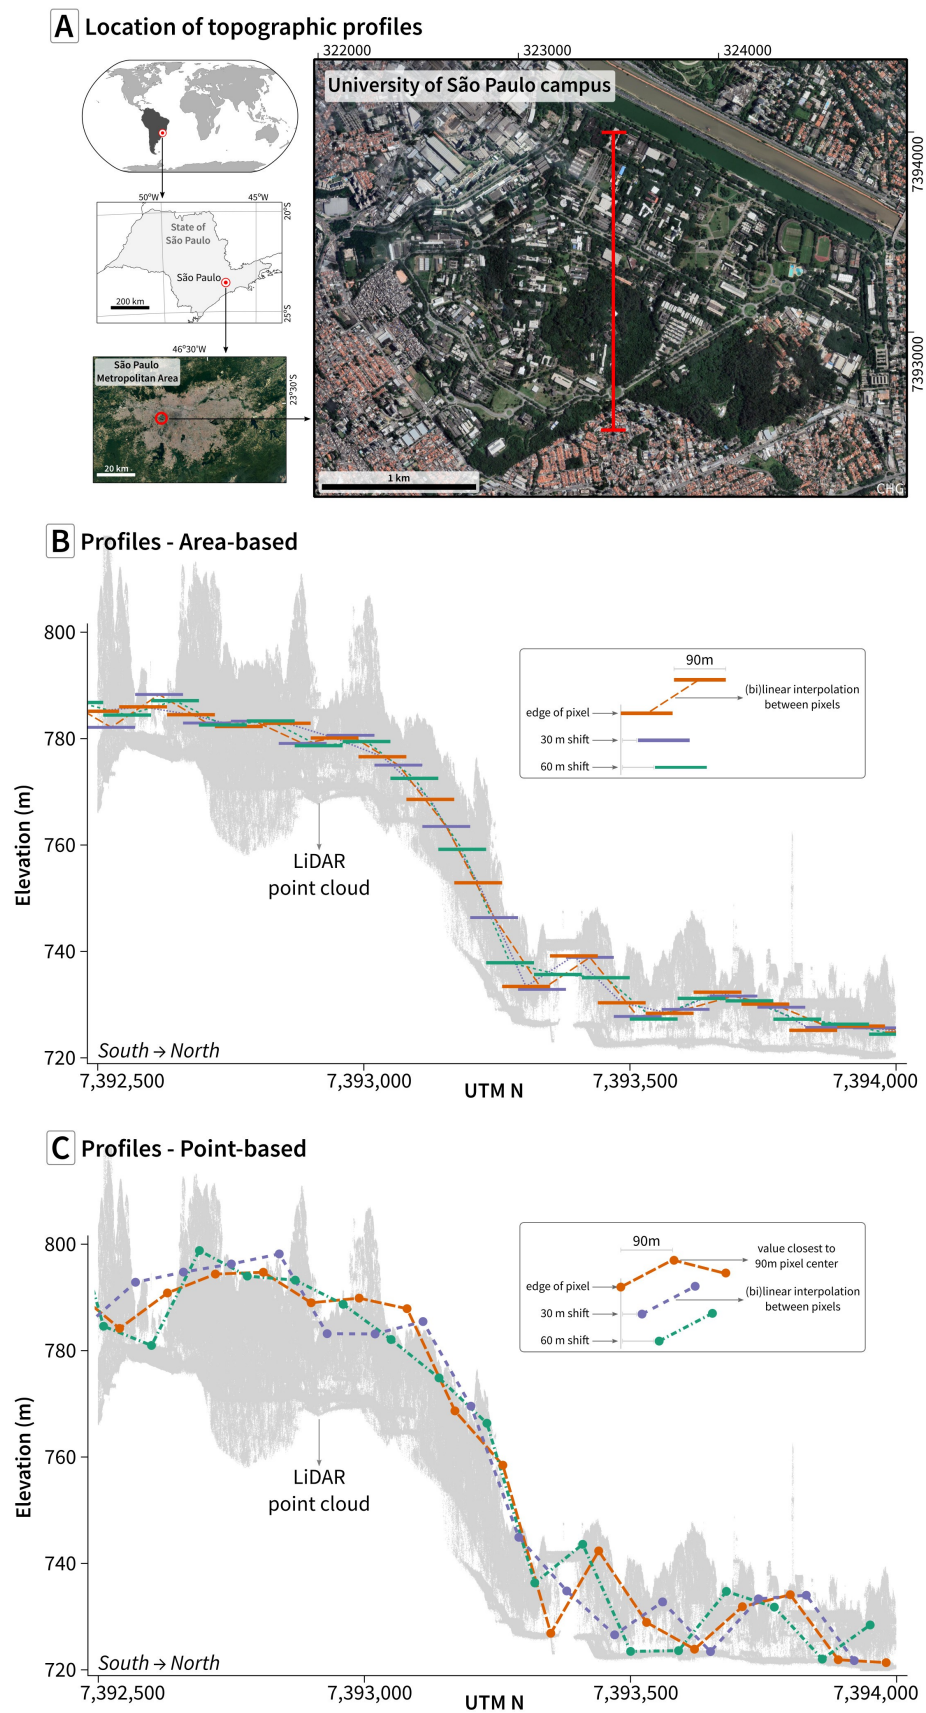 A Location of topographic profiles
322000 323000 324000
University of São Paulo campus
7394000
7393000
50°W 45°W
20°S
State of
São Paulo
São Paulo
200 km
25°S
46°30'W
São Paulo
Metropolitan Area
23°30'S
20 km
1 km
CHG
B Profiles - Area-based
800
780
760
740
720
Elevation (m)
90m
(bi)linear interpolation
between pixels
edge of pixel
30 m shift
60 m shift
LiDAR
point cloud
South → North
7,392,500 7,393,000 7,393,500 7,394,000
UTM N
C Profiles - Point-based
800
780
760
740
720
Elevation (m)
90m
value closest to
90m pixel center
edge of pixel
(bi)linear interpolation
between pixels
30 m shift
60 m shift
LiDAR
point cloud
South → North
7,392,500 7,393,000 7,393,500 7,394,000
UTM N